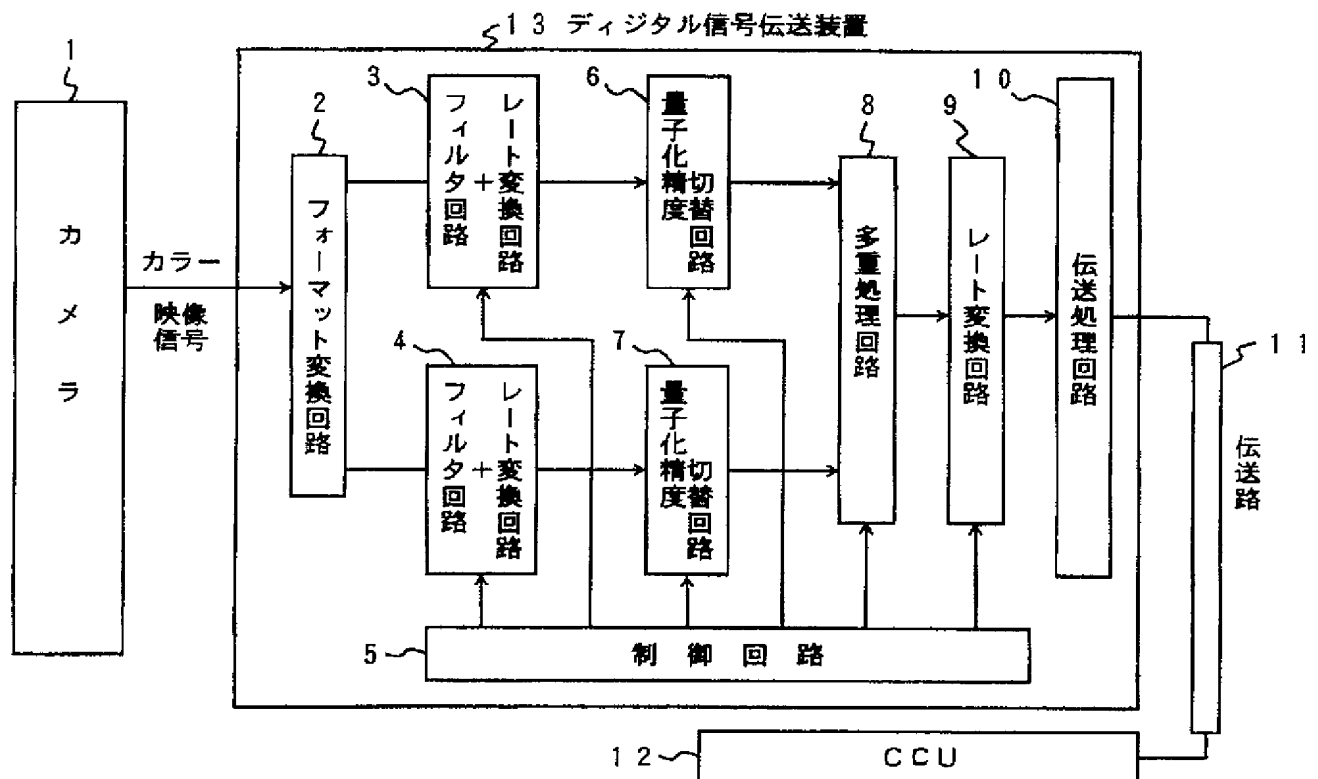 13 ディジタル信号伝送装置
1
カメラ
カラー
映像
信号
2
フォーマット変換回路
3
フィルタ回路
+
レート変換回路
4
フィルタ回路
+
レート変換回路
6
量子化精度
切替回路
7
量子化精度
切替回路
8
多重処理回路
9
レート変換回路
10
伝送処理回路
11
伝送路
5
制御回路
12
CCU